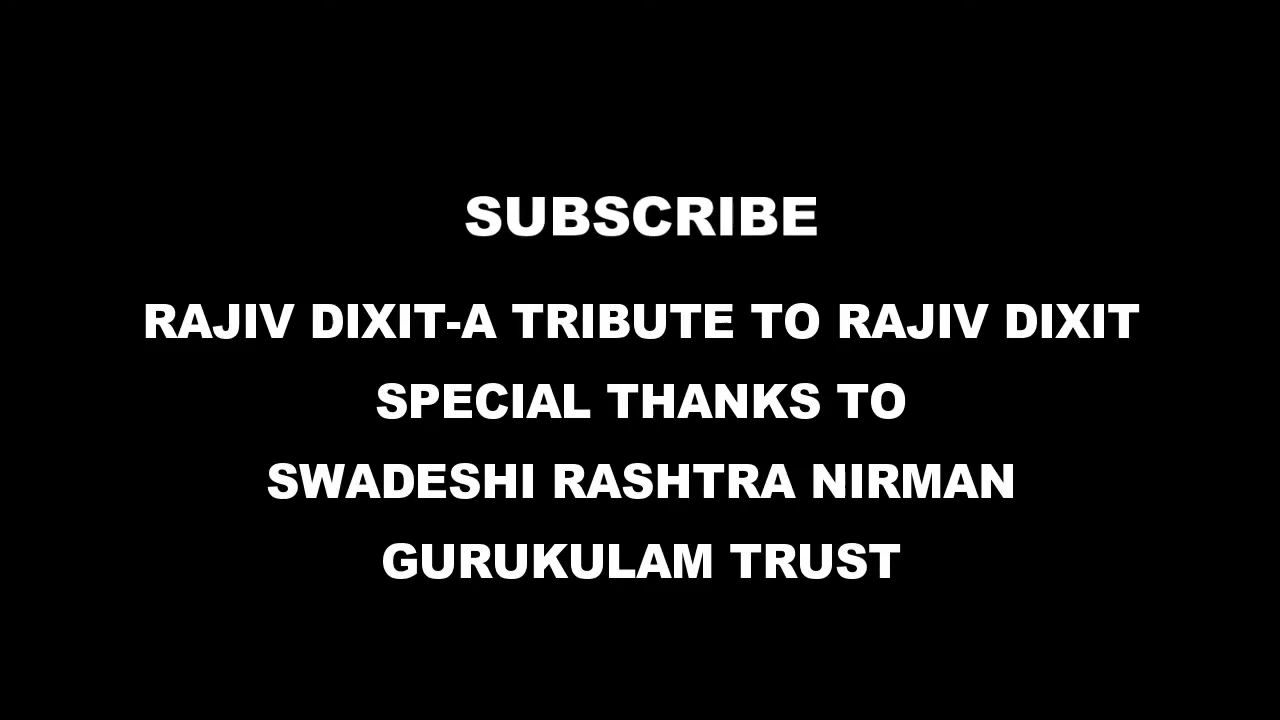 SUBSCRIBE
RAJIV DIXIT-A TRIBUTE TO RAJIV DIXIT
SPECIAL THANKS TO
SWADESHI RASHTRA NIRMAN
GURUKULAM TRUST